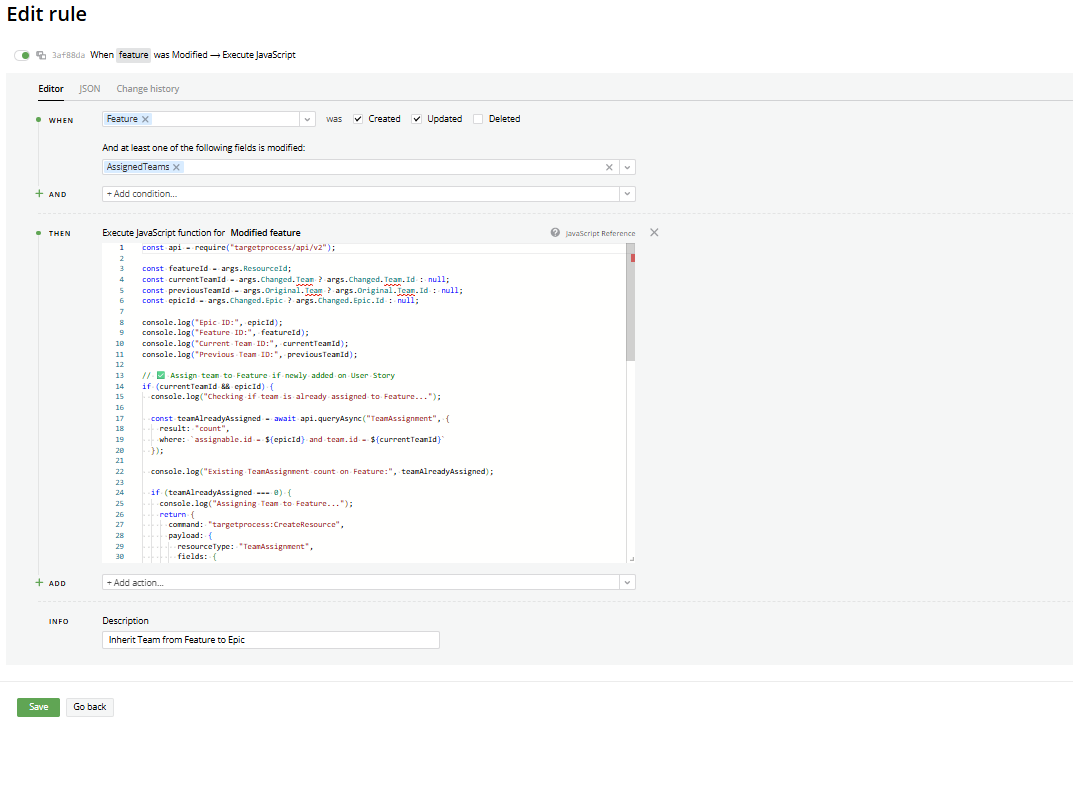 Edit rule
3af88da When feature was Modified → Execute JavaScript
Editor JSON Change history
WHEN Feature × was Created Updated Deleted
And at least one of the following fields is modified:
AssignedTeams ×
+ AND + Add condition...
THEN Execute JavaScript function for Modified feature ? JavaScript Reference
1 const api = require("targetprocess/api/v2");
2
3 const featureId = args.ResourceId;
4 const currentTeamId = args.Changed.Team ? args.Changed.Team.Id : null;
5 const previousTeamId = args.Original.Team ? args.Original.Team.Id : null;
6 const epicId = args.Changed.Epic ? args.Changed.Epic.Id : null;
7
8 console.log("Epic ID:", epicId);
9 console.log("Feature ID:", featureId);
10 console.log("Current Team ID:", currentTeamId);
11 console.log("Previous Team ID:", previousTeamId);
12
13 // ✅ Assign team to Feature if newly added on User Story
14 if (currentTeamId && epicId) {
15 console.log("Checking if team is already assigned to Feature...");
16
17 const teamAlreadyAssigned = await api.queryAsync("TeamAssignment", {
18 result: "count",
19 where: `assignable.id = ${epicId} and team.id = ${currentTeamId}`
20 });
21
22 console.log("Existing TeamAssignment count on Feature:", teamAlreadyAssigned);
23
24 if (teamAlreadyAssigned === 0) {
25 console.log("Assigning Team to Feature...");
26 return {
27 command: "targetprocess:CreateResource",
28 payload: {
29 resourceType: "TeamAssignment",
30 fields: {
+ ADD + Add action...
INFO Description
Inherit Team from Feature to Epic
Save Go back